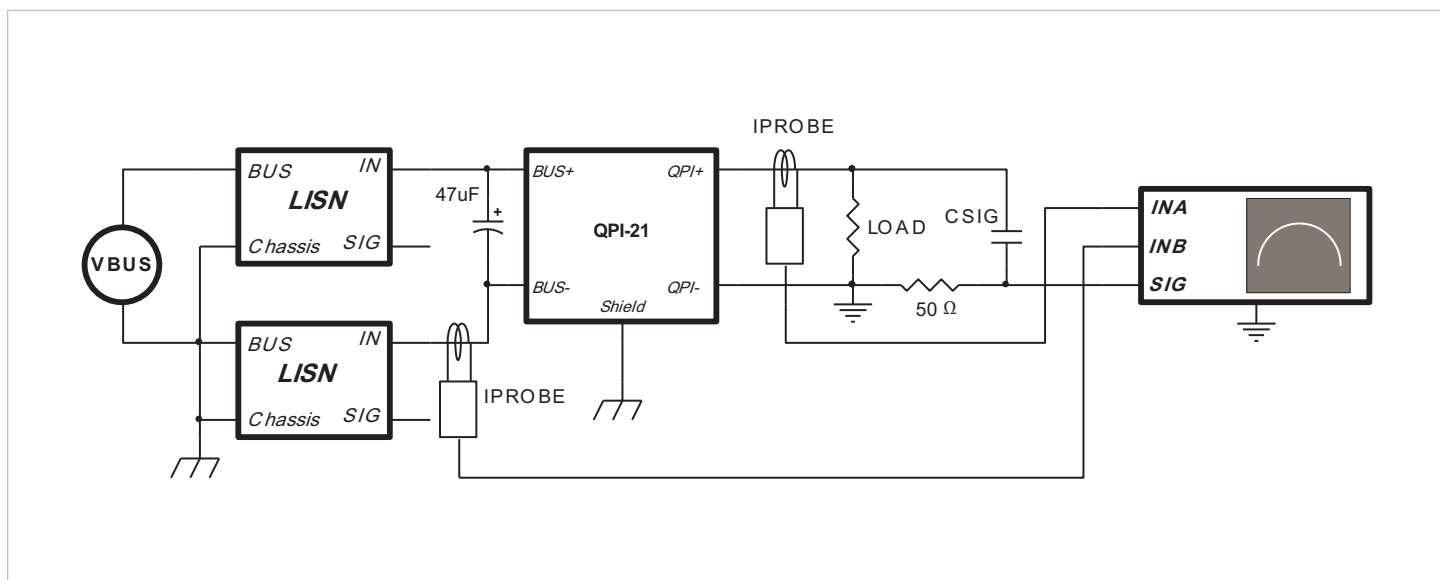 IPROBE
BUS IN
LISN
Chassis SIG
47uF
+
BUS+ QPI+
QPI-21
BUS- QPI-
Shield
LOAD
CSIG
50 Ω
INA
INB
SIG
VBUS
BUS IN
LISN
Chassis SIG
IPROBE